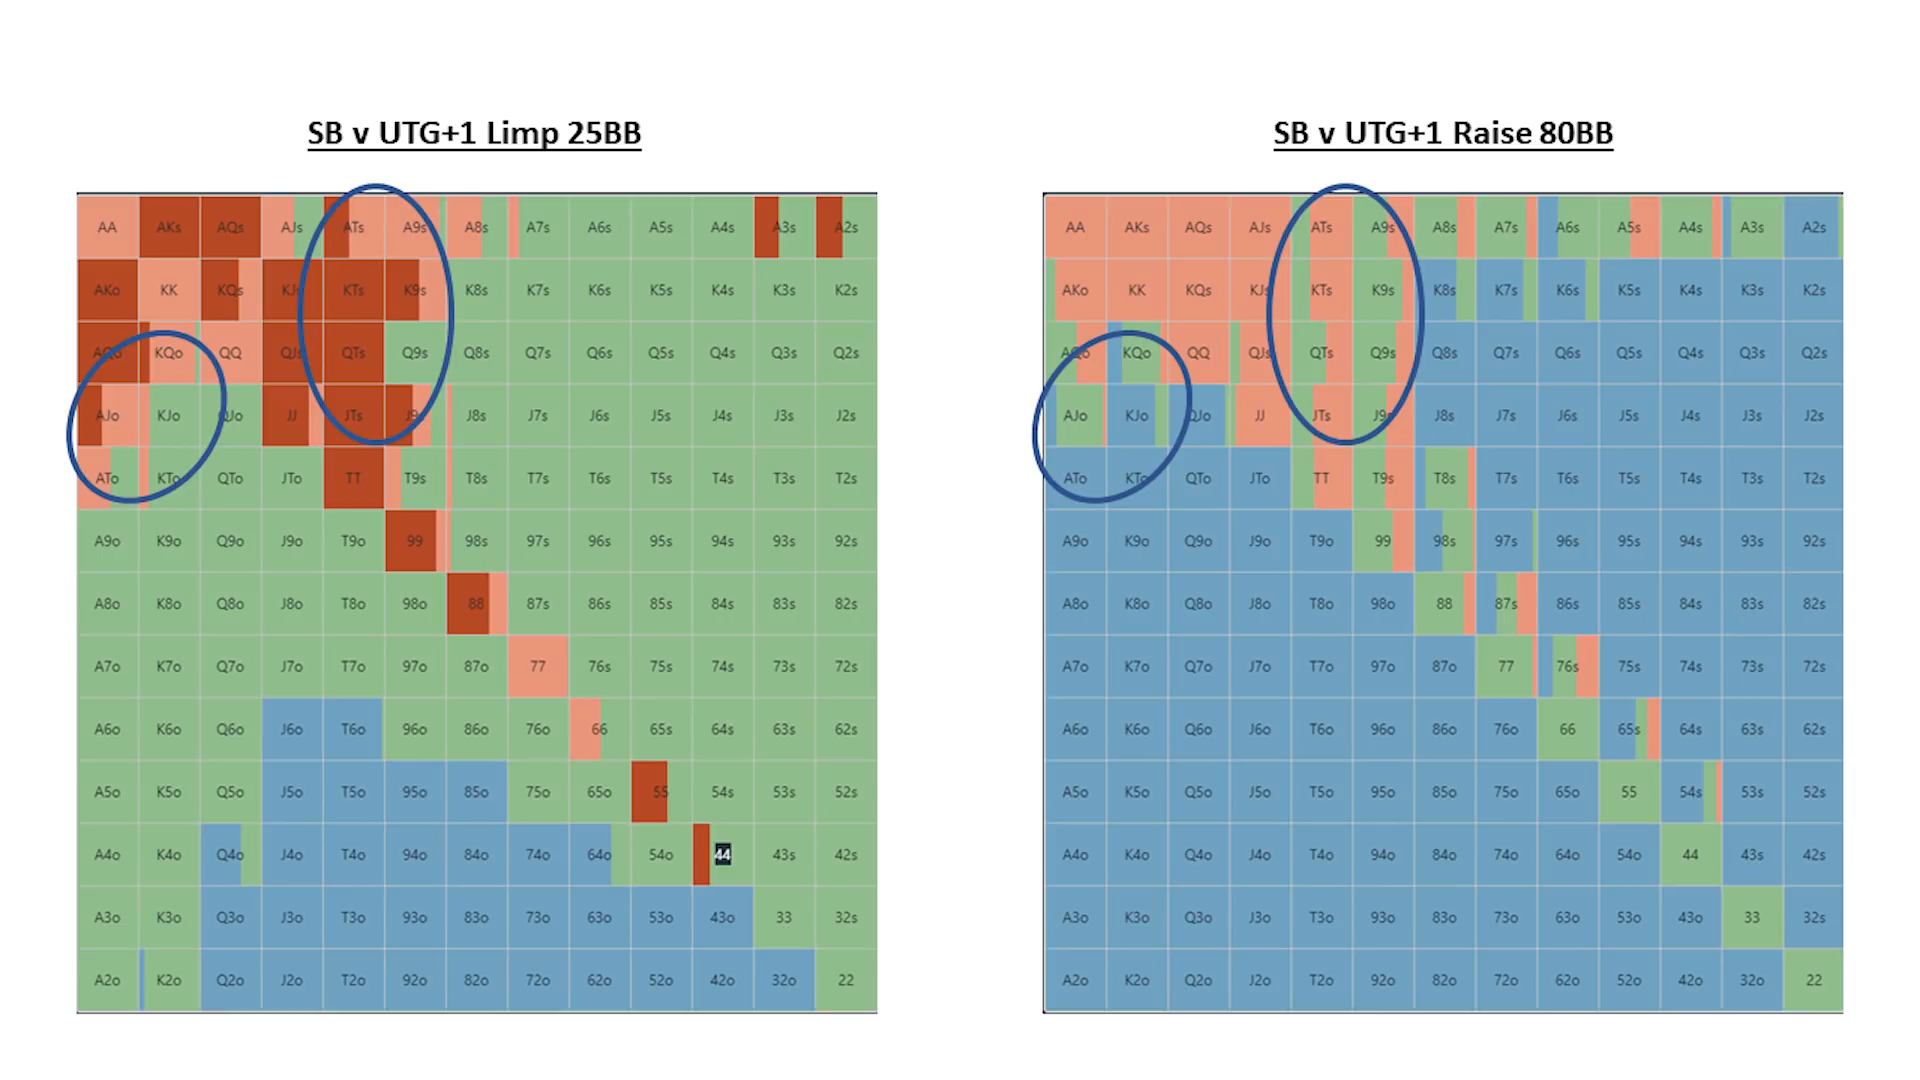 SB v UTG+1 Limp 25BB
SB v UTG+1 Raise 80BB
AA AKs AQs AJs ATs A9s A8s A7s A6s A5s A4s A3s A2s
AKo KK KQs KJs KTs K9s K8s K7s K6s K5s K4s K3s K2s
AQo KQo QQ QJs QTs Q9s Q8s Q7s Q6s Q5s Q4s Q3s Q2s
AJo KJo QJo JJ JTs J9s J8s J7s J6s J5s J4s J3s J2s
ATo KTo QTo JTo TT T9s T8s T7s T6s T5s T4s T3s T2s
A9o K9o Q9o J9o T9o 99 98s 97s 96s 95s 94s 93s 92s
A8o K8o Q8o J8o T8o 98o 88 87s 86s 85s 84s 83s 82s
A7o K7o Q7o J7o T7o 97o 87o 77 76s 75s 74s 73s 72s
A6o K6o Q6o J6o T6o 96o 86o 76o 66 65s 64s 63s 62s
A5o K5o Q5o J5o T5o 95o 85o 75o 65o 55 54s 53s 52s
A4o K4o Q4o J4o T4o 94o 84o 74o 64o 54o 44 43s 42s
A3o K3o Q3o J3o T3o 93o 83o 73o 63o 53o 43o 33 32s
A2o K2o Q2o J2o T2o 92o 82o 72o 62o 52o 42o 32o 22
AA AKs AQs AJs ATs A9s A8s A7s A6s A5s A4s A3s A2s
AKo KK KQs KJs KTs K9s K8s K7s K6s K5s K4s K3s K2s
AQo KQo QQ QJs QTs Q9s Q8s Q7s Q6s Q5s Q4s Q3s Q2s
AJo KJo QJo JJ JTs J9s J8s J7s J6s J5s J4s J3s J2s
ATo KTo QTo JTo TT T9s T8s T7s T6s T5s T4s T3s T2s
A9o K9o Q9o J9o T9o 99 98s 97s 96s 95s 94s 93s 92s
A8o K8o Q8o J8o T8o 98o 88 87s 86s 85s 84s 83s 82s
A7o K7o Q7o J7o T7o 97o 87o 77 76s 75s 74s 73s 72s
A6o K6o Q6o J6o T6o 96o 86o 76o 66 65s 64s 63s 62s
A5o K5o Q5o J5o T5o 95o 85o 75o 65o 55 54s 53s 52s
A4o K4o Q4o J4o T4o 94o 84o 74o 64o 54o 44 43s 42s
A3o K3o Q3o J3o T3o 93o 83o 73o 63o 53o 43o 33 32s
A2o K2o Q2o J2o T2o 92o 82o 72o 62o 52o 42o 32o 22